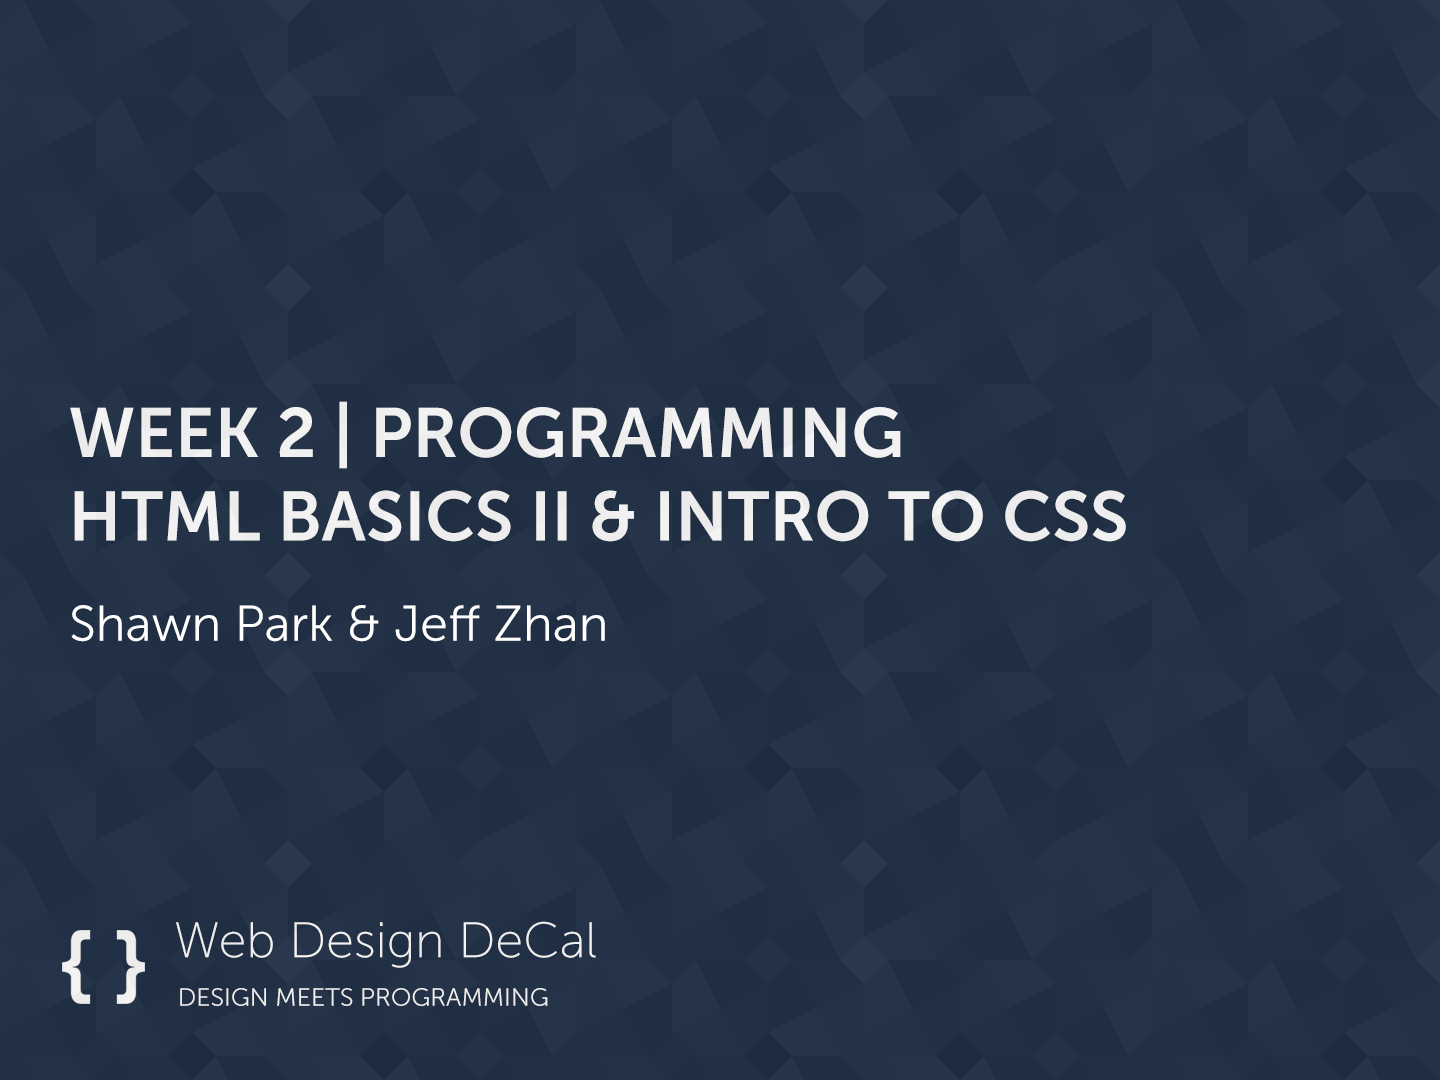 WEEK 2 | PROGRAMMING
HTML BASICS II & INTRO TO CSS
Shawn Park & Jeff Zhan
{ } Web Design DeCal
DESIGN MEETS PROGRAMMING